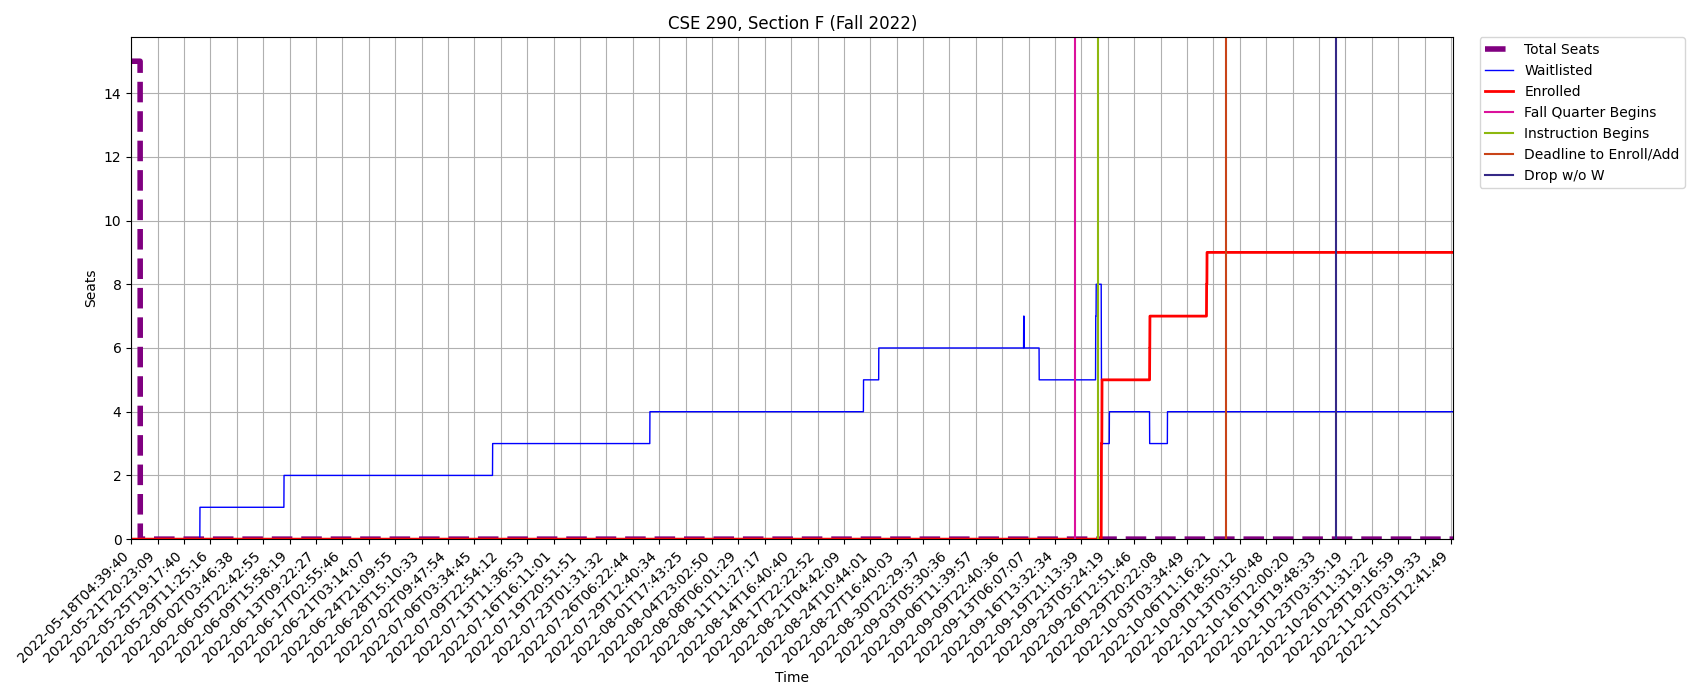 CSE 290, Section F (Fall 2022)
Total Seats
Waitlisted
Enrolled
Fall Quarter Begins
Instruction Begins
Deadline to Enroll/Add
Drop w/o W
14
12
10
8
6
4
2
0
Seats
2022-05-18T04:39:40
2022-05-21T20:23:09
2022-05-25T19:17:40
2022-05-29T11:25:16
2022-06-02T03:46:38
2022-06-05T22:42:55
2022-06-09T15:58:19
2022-06-13T09:22:27
2022-06-17T02:55:46
2022-06-21T03:14:07
2022-06-24T21:09:55
2022-06-28T15:10:33
2022-07-02T09:47:54
2022-07-06T03:34:45
2022-07-09T22:54:12
2022-07-13T11:36:53
2022-07-16T16:11:01
2022-07-19T20:51:51
2022-07-23T01:31:32
2022-07-26T06:22:44
2022-07-29T12:40:34
2022-08-01T17:43:25
2022-08-04T23:02:50
2022-08-08T06:01:29
2022-08-11T11:27:17
2022-08-14T16:40:40
2022-08-17T22:22:52
2022-08-21T04:42:09
2022-08-24T10:44:01
2022-08-27T16:40:03
2022-08-30T22:29:37
2022-09-03T05:30:36
2022-09-06T11:39:57
2022-09-09T22:40:36
2022-09-13T06:07:07
2022-09-16T13:32:34
2022-09-19T21:13:39
2022-09-23T05:24:19
2022-09-26T12:51:46
2022-09-29T20:22:08
2022-10-03T03:34:49
2022-10-06T11:16:21
2022-10-09T18:50:12
2022-10-13T03:50:48
2022-10-16T12:00:20
2022-10-19T19:48:33
2022-10-23T03:35:19
2022-10-26T11:31:22
2022-10-29T19:16:59
2022-11-02T03:19:33
2022-11-05T12:41:49
Time